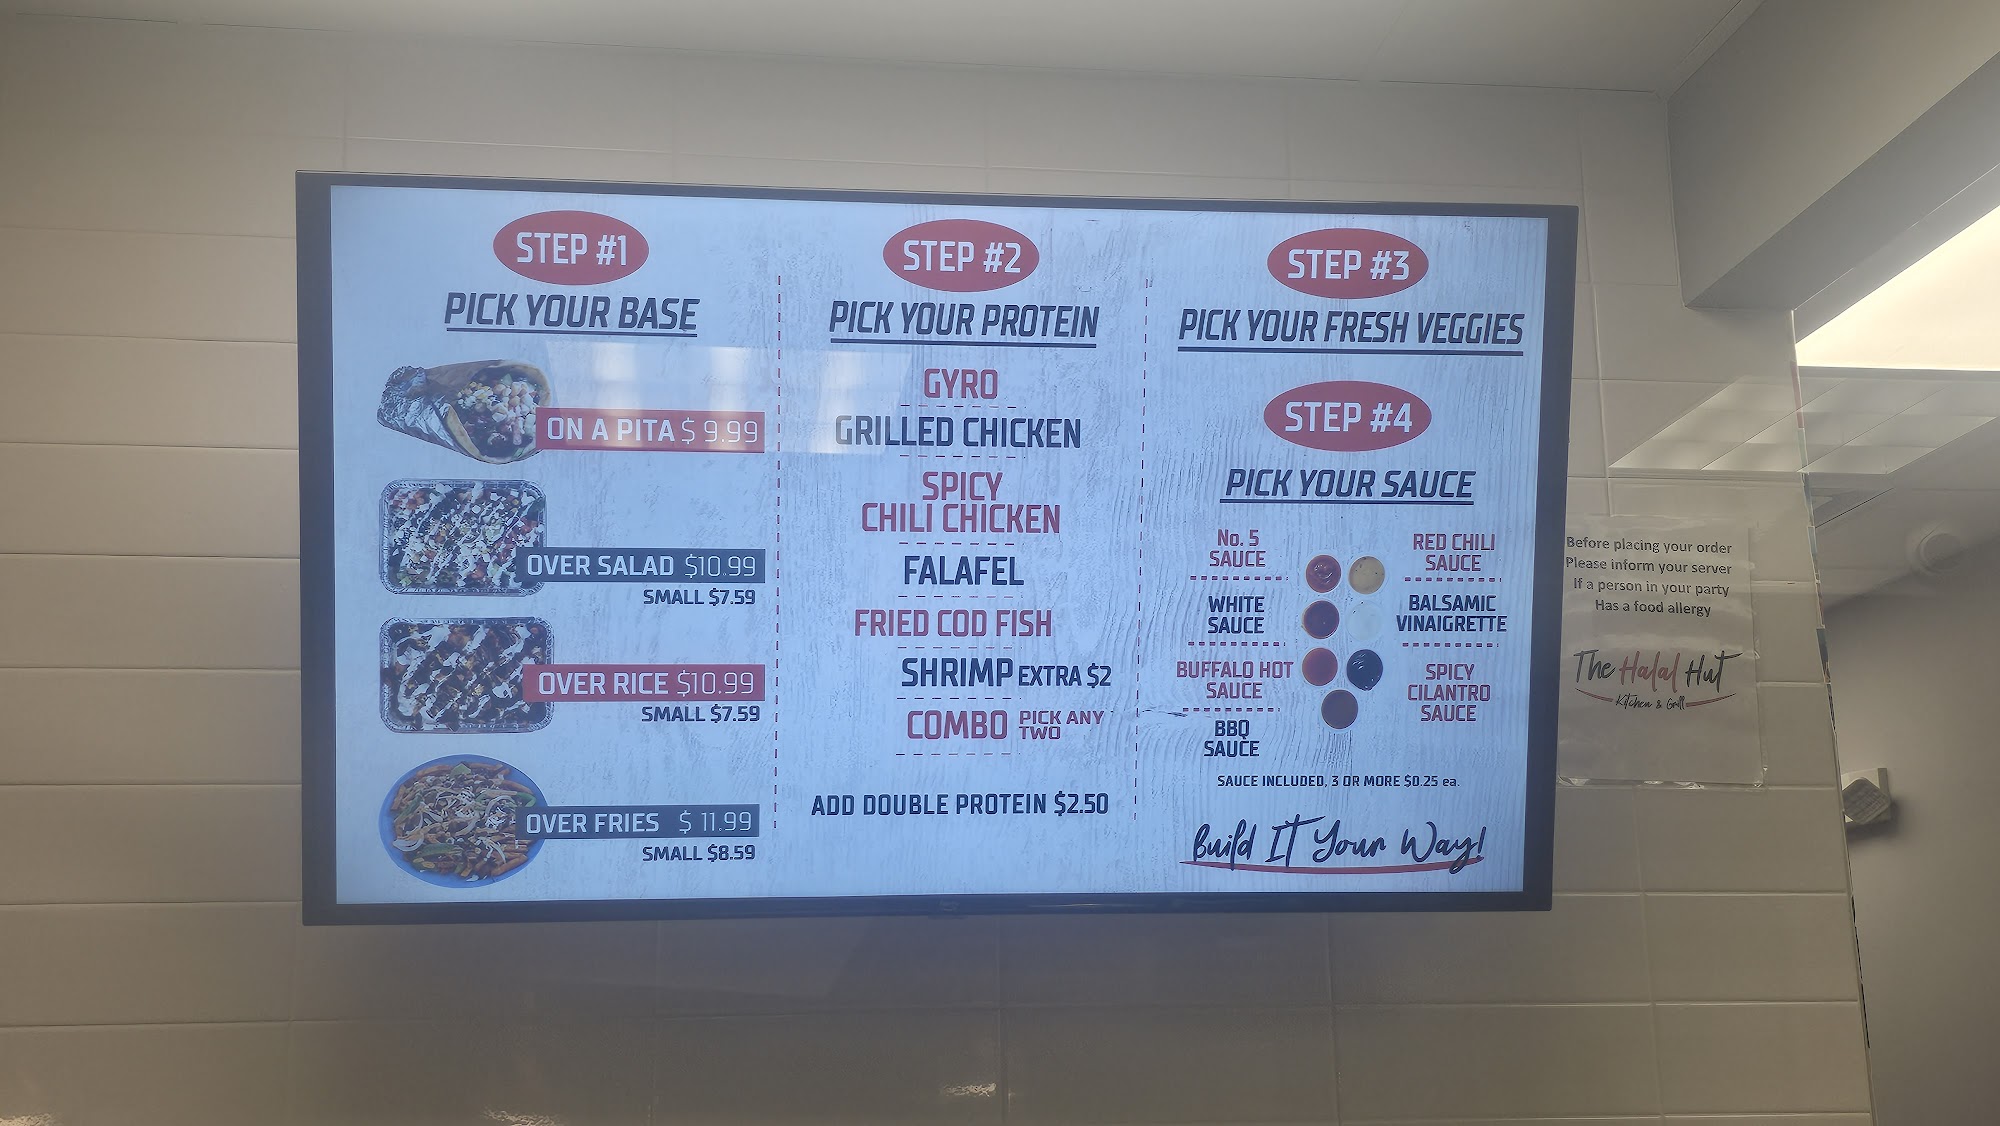 STEP #1
PICK YOUR BASE
ON A PITA $ 9.99
OVER SALAD $10.99
SMALL $7.59
OVER RICE $10.99
SMALL $7.59
OVER FRIES $ 11.99
SMALL $8.59
STEP #2
PICK YOUR PROTEIN
GYRO
GRILLED CHICKEN
SPICY
CHILI CHICKEN
FALAFEL
FRIED COD FISH
SHRIMP EXTRA $2
COMBO PICK ANY
TWO
ADD DOUBLE PROTEIN $2.50
STEP #3
PICK YOUR FRESH VEGGIES
STEP #4
PICK YOUR SAUCE
No. 5
SAUCE
WHITE
SAUCE
BUFFALO HOT
SAUCE
BBQ
SAUCE
RED CHILI
SAUCE
BALSAMIC
VINAIGRETTE
SPICY
CILANTRO
SAUCE
SAUCE INCLUDED, 3 OR MORE $0.25 ea.
Build IT Your Way!
Before placing your order
Please inform your server
If a person in your party
Has a food allergy
The Halal Hut
Kitchen & Grill